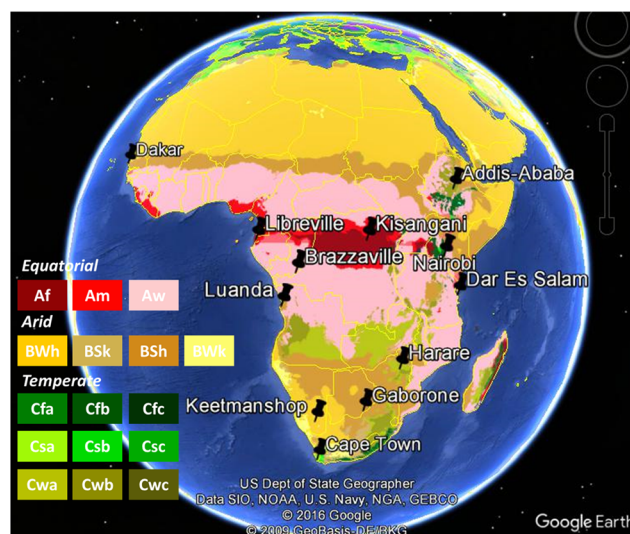 Dakar
Addis-Ababa
Libreville
Kisangani
Brazzaville
Nairobi
Equatorial
Luanda
Dar Es Salam
Af Am Aw
Arid
BWh BSk BSh BWk
Harare
Temperate
Cfa Cfb Cfc
Keetmanshop
Gaborone
Csa Csb Csc
Cape Town
Cwa Cwb Cwc
US Dept of State Geographer
Data SIO, NOAA, U.S. Navy, NGA, GEBCO
© 2016 Google
© 2009 GeoBasis-DE/BKG
Google Earth